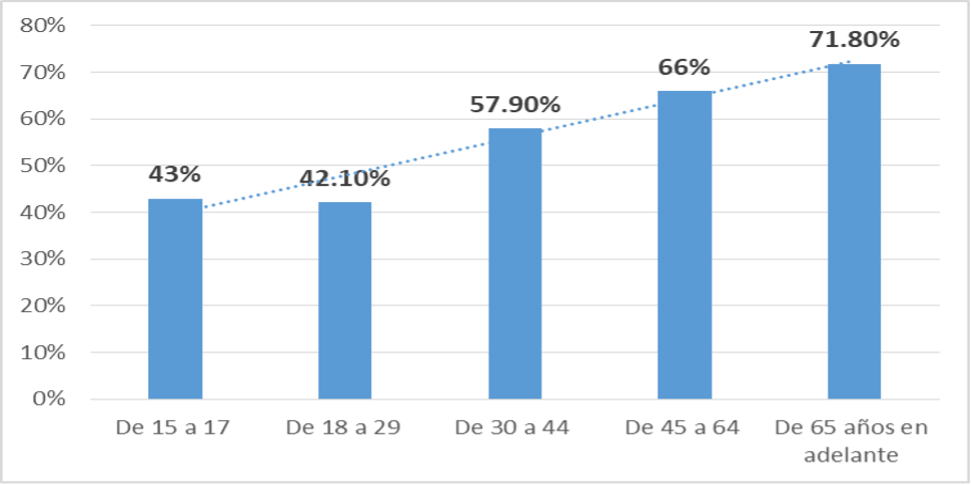 80%
70%
60%
50%
40%
30%
20%
10%
0%
43%
42.10%
57.90%
66%
71.80%
De 15 a 17
De 18 a 29
De 30 a 44
De 45 a 64
De 65 años en
adelante